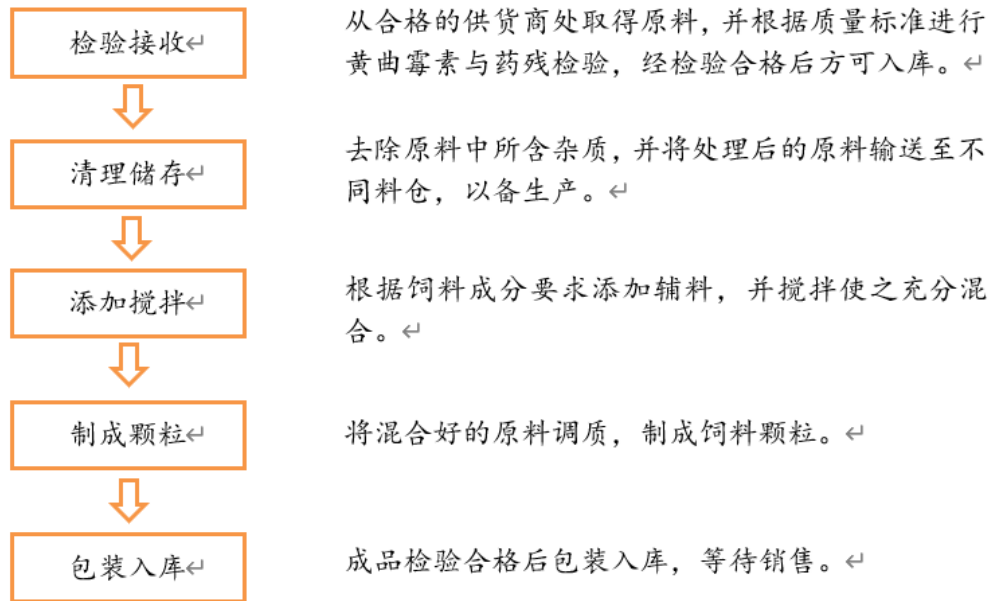 检验接收↵
从合格的供货商处取得原料,并根据质量标准进行
黄曲霉素与药残检验，经检验合格后方可入库。↵
清理储存↵
去除原料中所含杂质,并将处理后的原料输送至不
同料仓，以备生产。↵
添加搅拌↵
根据饲料成分要求添加辅料，并搅拌使之充分混
合。↵
制成颗粒↵
将混合好的原料调质，制成饲料颗粒。↵
包装入库↵
成品检验合格后包装入库，等待销售。↵